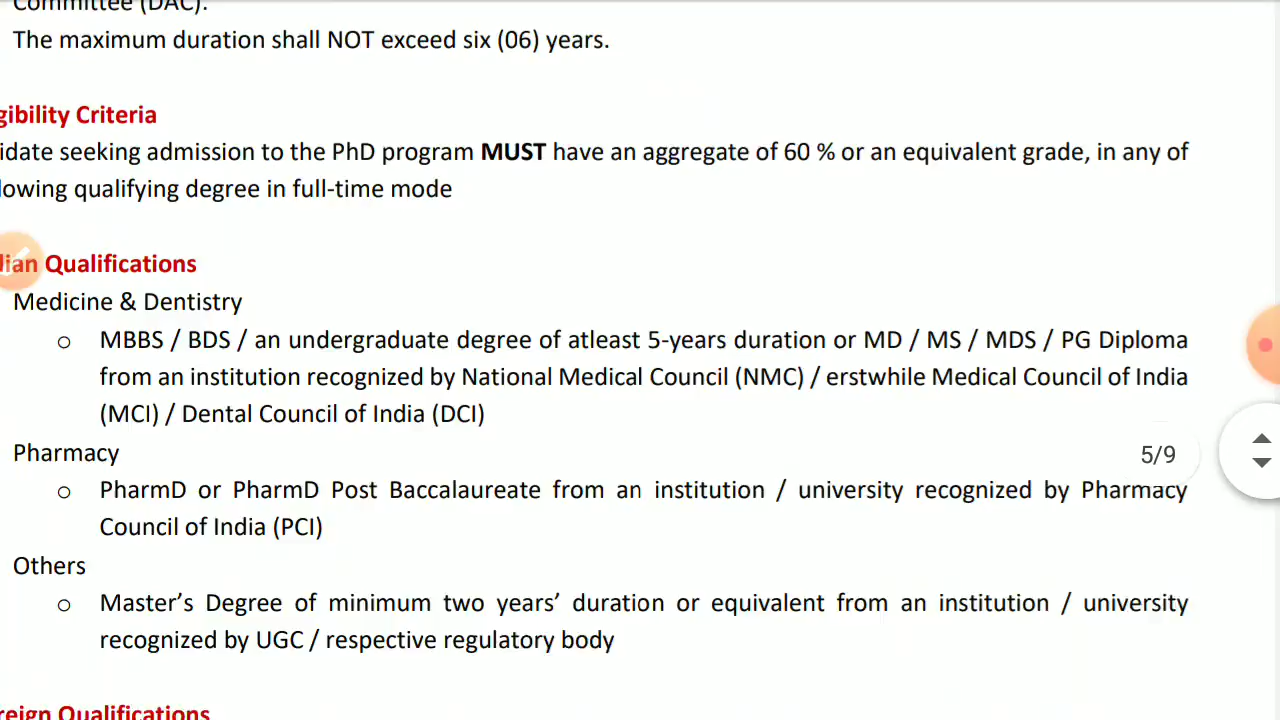 Committee (DAC).
The maximum duration shall NOT exceed six (06) years.
gibility Criteria
idate seeking admission to the PhD program MUST have an aggregate of 60 % or an equivalent grade, in any of
lowing qualifying degree in full-time mode
ian Qualifications
Medicine & Dentistry
o MBBS / BDS / an undergraduate degree of atleast 5-years duration or MD / MS / MDS / PG Diploma
from an institution recognized by National Medical Council (NMC) / erstwhile Medical Council of India
(MCI) / Dental Council of India (DCI)
Pharmacy
5/9
o PharmD or PharmD Post Baccalaureate from an institution / university recognized by Pharmacy
Council of India (PCI)
Others
o Master’s Degree of minimum two years’ duration or equivalent from an institution / university
recognized by UGC / respective regulatory body
reign Qualifications